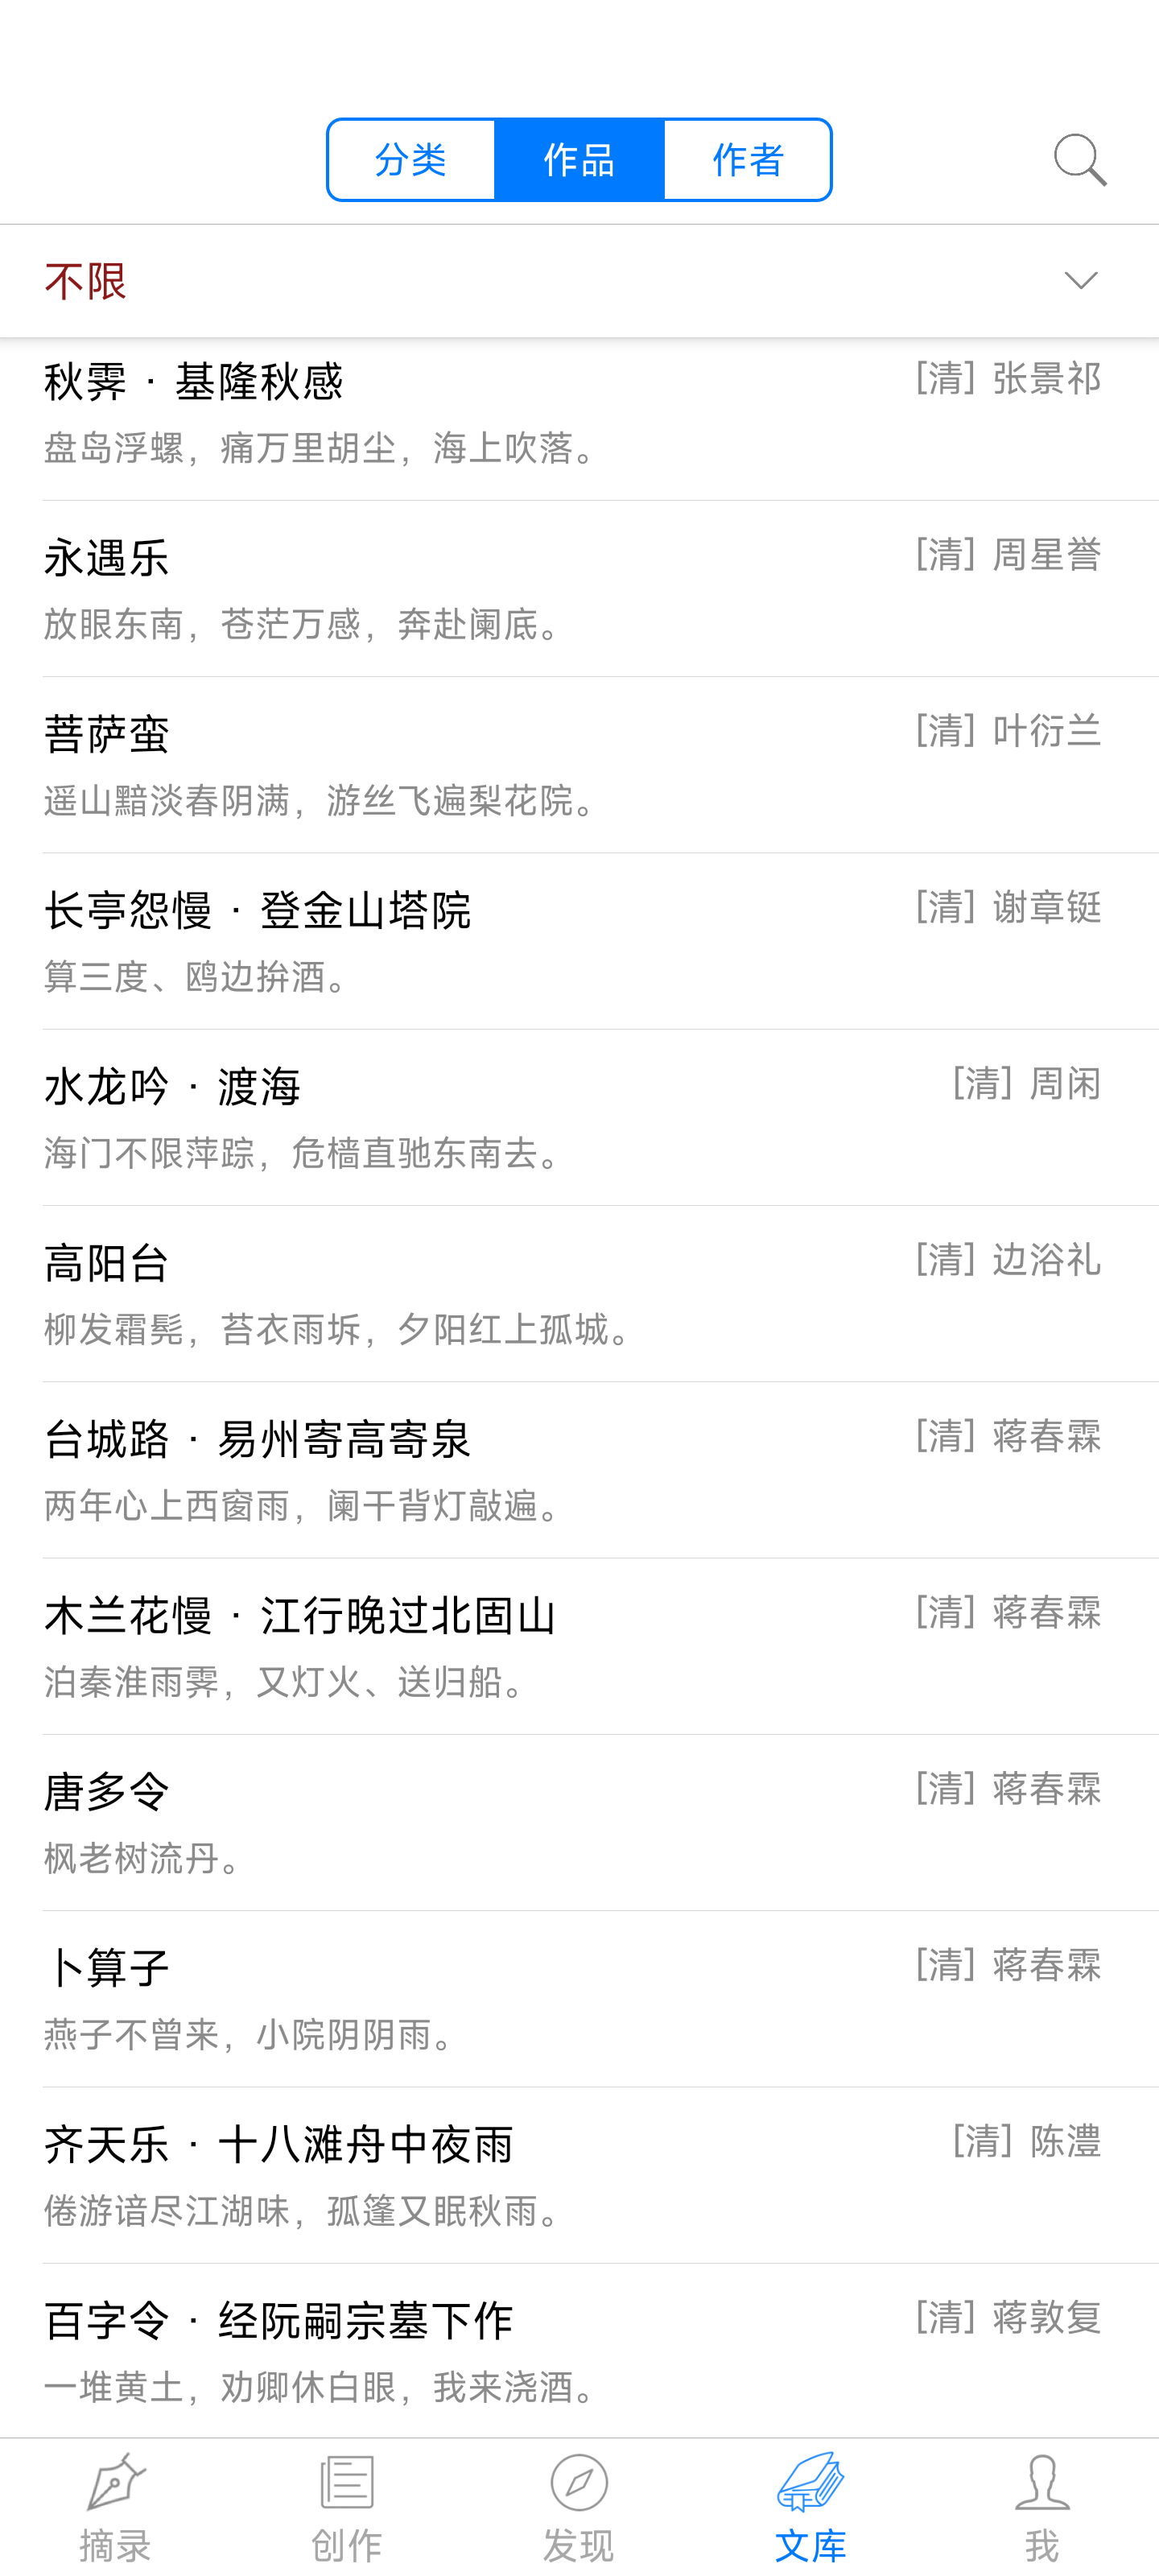 分类 作品 作者
不限
秋霁 · 基隆秋感 [清] 张景祁
盘岛浮螺，痛万里胡尘，海上吹落。
永遇乐 [清] 周星誉
放眼东南，苍茫万感，奔赴阑底。
菩萨蛮 [清] 叶衍兰
遥山黯淡春阴满，游丝飞遍梨花院。
长亭怨慢 · 登金山塔院 [清] 谢章铤
算三度、鸥边拚酒。
水龙吟 · 渡海 [清] 周闲
海门不限萍踪，危樯直驰东南去。
高阳台 [清] 边浴礼
柳发霜髡，苔衣雨坼，夕阳红上孤城。
台城路 · 易州寄高寄泉 [清] 蒋春霖
两年心上西窗雨，阑干背灯敲遍。
木兰花慢 · 江行晚过北固山 [清] 蒋春霖
泊秦淮雨霁，又灯火、送归船。
唐多令 [清] 蒋春霖
枫老树流丹。
卜算子 [清] 蒋春霖
燕子不曾来，小院阴阴雨。
齐天乐 · 十八滩舟中夜雨 [清] 陈澧
倦游谙尽江湖味，孤篷又眠秋雨。
百字令 · 经阮嗣宗墓下作 [清] 蒋敦复
一堆黄土，劝卿休白眼，我来浇酒。
摘录 创作 发现 文库 我